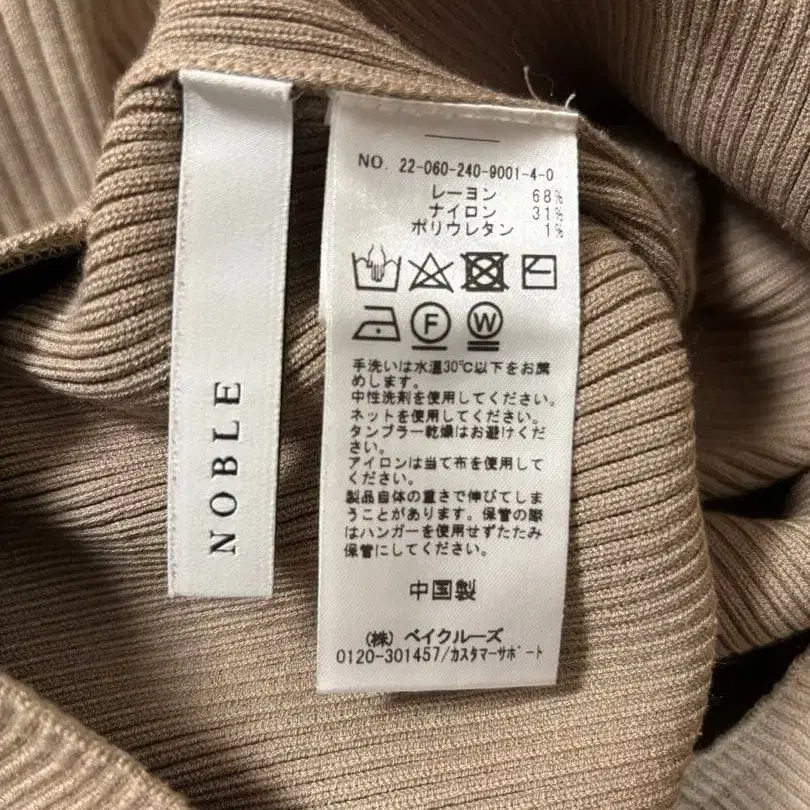 NOBLE
NO. 22-060-240-9001-4-0
レーヨン 68%
ナイロン 31%
ポリウレタン 1%
F
W
手洗いは水温30℃以下をお薦
めします。
中性洗剤を使用してください。
ネットを使用してください。
タンブラー乾燥はお避けくだ
さい。
アイロンは当て布を使用して
ください。
製品自体の重さで伸びてしま
うことがあります。保管の際
はハンガーを使用せずたたみ
保管にしてください。
中国製
(株) ベイクルーズ
0120-301457/カスタマーサポート